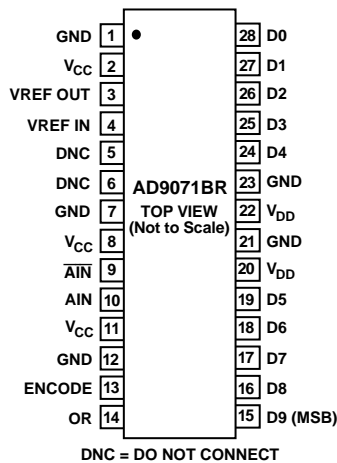 GND 1 28 D0
VCC 2 27 D1
VREF OUT 3 26 D2
VREF IN 4 25 D3
DNC 5 24 D4
DNC 6 23 GND
AD9071BR
GND 7 22 VDD
TOP VIEW
(Not to Scale)
VCC 8 21 GND
AIN 9 20 VDD
AIN 10 19 D5
VCC 11 18 D6
GND 12 17 D7
ENCODE 13 16 D8
OR 14 15 D9 (MSB)
DNC = DO NOT CONNECT